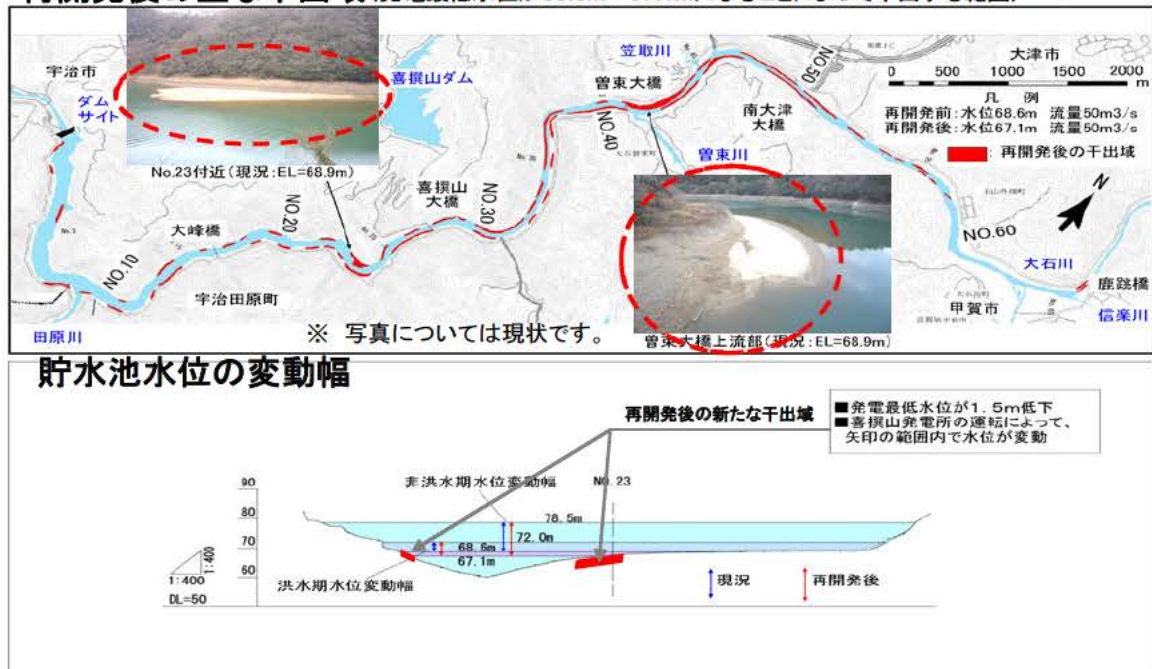 宇治市
ダム
サイト
No.23付近(現況:EL=68.9m)
喜撰山ダム
笠取川
曽束大橋
NO.50
大津市
0 500 1000 1500 2000
m
凡 例
再開発前:水位68.6m 流量50m3/s
再開発後:水位67.1m 流量50m3/s
:再開発後の干出域
南大津
大橋
NO.40
曽束川
喜撰山
大橋
NO.30
NO.20
大峰橋
NO.10
宇治田原町
田原川
N
NO.60
大石川
鹿跳橋
甲賀市
信楽川
※ 写真については現状です。
曽束大橋上流部(現況:EL=68.9m)
貯水池水位の変動幅
再開発後の新たな干出域
■発電最低水位が1.5m低下
■喜撰山発電所の運転によって、
矢印の範囲内で水位が変動
非洪水期水位変動幅
NO.23
90
80
70
60
DL=50
1:400
1:400
78.5m
72.0m
68.6m
67.1m
洪水期水位変動幅
現況
再開発後